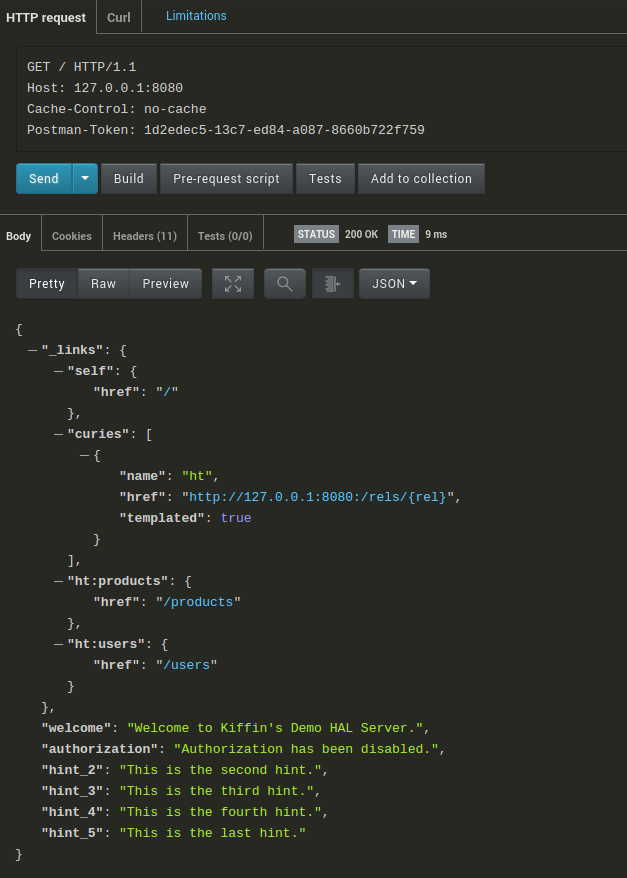 HTTP request Curl Limitations
GET / HTTP/1.1
Host: 127.0.0.1:8080
Cache-Control: no-cache
Postman-Token: 1d2edec5-13c7-ed84-a087-8660b722f759
Send Build Pre-request script Tests Add to collection
Body Cookies Headers (11) Tests (0/0) STATUS 200 OK TIME 9 ms
Pretty Raw Preview JSON
{
"_links": {
"self": {
"href": "/"
},
"curies": [
{
"name": "ht",
"href": "http://127.0.0.1:8080:/rels/{rel}",
"templated": true
}
],
"ht:products": {
"href": "/products"
},
"ht:users": {
"href": "/users"
}
},
"welcome": "Welcome to Kiffin's Demo HAL Server.",
"authorization": "Authorization has been disabled.",
"hint_2": "This is the second hint.",
"hint_3": "This is the third hint.",
"hint_4": "This is the fourth hint.",
"hint_5": "This is the last hint."
}